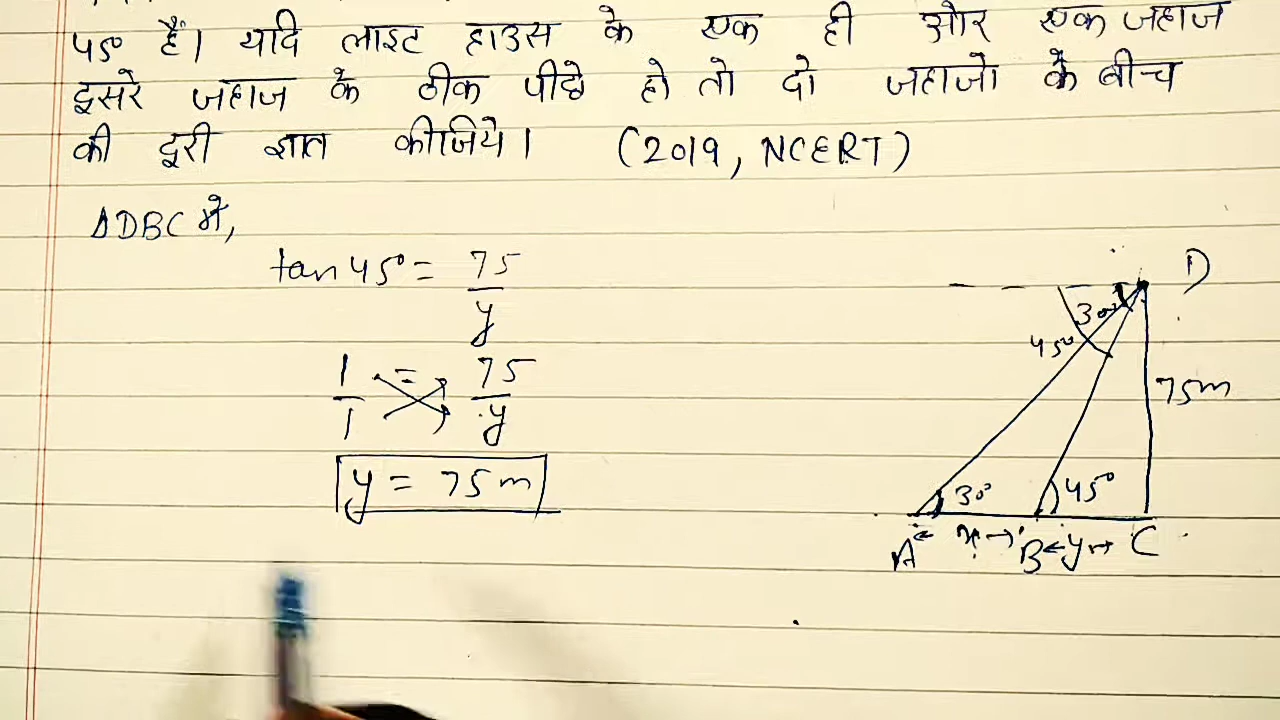 45° हैं। यदि लाइट हाउस के एक ही ओर एक जहाज
दूसरे जहाज के ठीक पीछे हो तो दो जहाजो के बीच
की दूरी ज्ञात कीजिये। (2019, NCERT)
ΔDBC में,
tan 45° = 75/y
1/1 = 75/y
y = 75m
D
30°
45°
75m
30°
45°
A x B y C